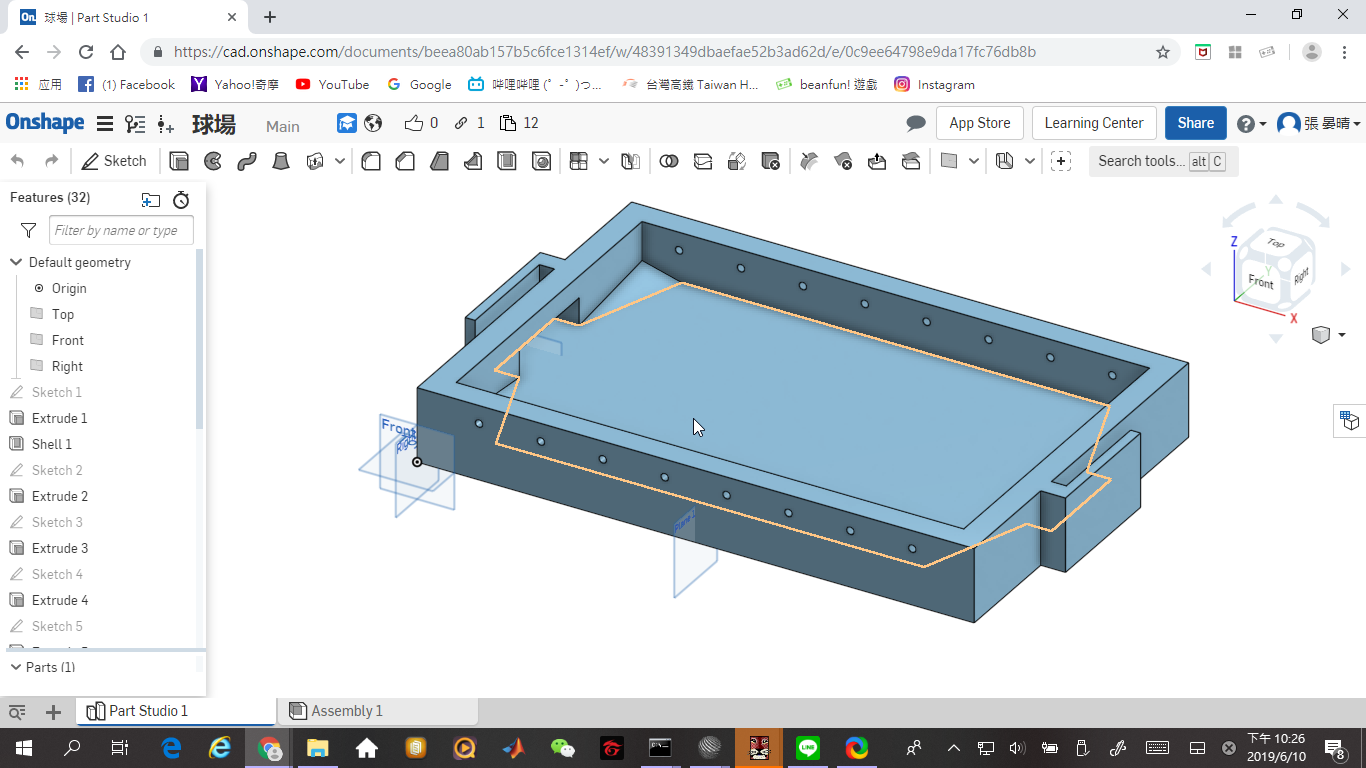 On. 球場 | Part Studio 1
https://cad.onshape.com/documents/beea80ab157b5c6fce1314ef/w/48391349dbaefae52b3ad62d/e/0c9ee64798e9da17fc76db8b
應用 (1) Facebook Yahoo!奇摩 YouTube Google 哔哩哔哩 (゜-゜)つ... 台灣高鐵 Taiwan H... beanfun! 遊戲 Instagram
Onshape 球場 Main 0 1 12 App Store Learning Center Share 張 晏晴
Sketch Search tools... alt C
Features (32)
Filter by name or type
Default geometry
Origin
Top
Front
Right
Sketch 1
Extrude 1
Shell 1
Sketch 2
Extrude 2
Sketch 3
Extrude 3
Sketch 4
Extrude 4
Sketch 5
Parts (1)
Front
Plane 1
Z
Top
Y
Front
Right
X
Part Studio 1 Assembly 1
下午 10:26
2019/6/10
8